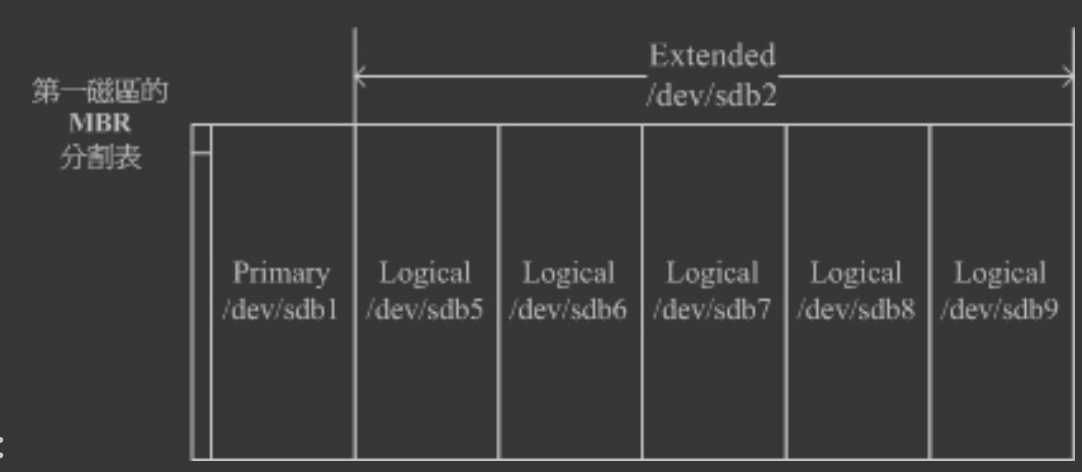 Extended
/dev/sdb2
第一磁區的
MBR
分割表
Primary
/dev/sdb1
Logical
/dev/sdb5
Logical
/dev/sdb6
Logical
/dev/sdb7
Logical
/dev/sdb8
Logical
/dev/sdb9
: